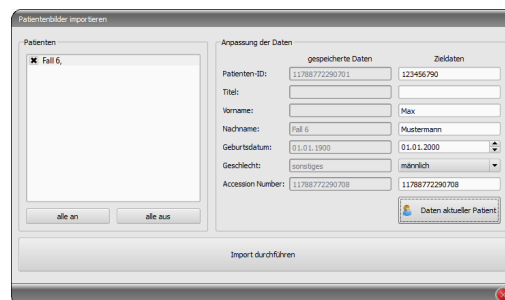 Patientenbilder importieren
Patienten
Fall 6,
alle an
alle aus
Anpassung der Daten
gespeicherte Daten Zieldaten
Patienten-ID: 11788772290701 123456790
Titel:
Vorname: Max
Nachname: Fall 6 Mustermann
Geburtsdatum: 01.01.1900 01.01.2000
Geschlecht: sonstiges männlich
Accession Number: 11788772290708 11788772290708
Daten aktueller Patient
Import durchführen